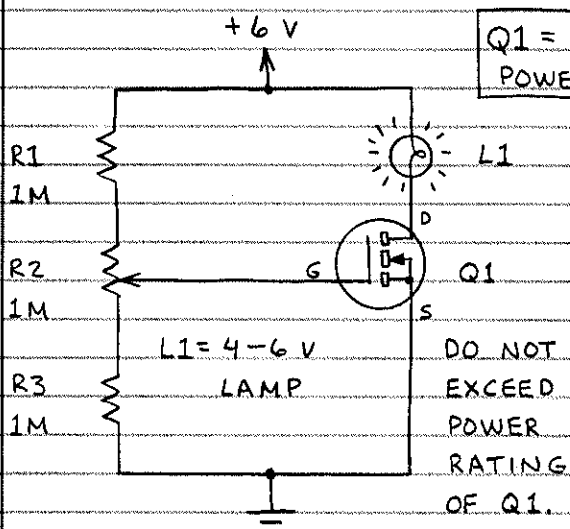 +6 V
Q1 =
POWE
R1
1M
L1
D
R2
1M
G
Q1
S
L1 = 4-6 V
LAMP
R3
1M
DO NOT
EXCEED
POWER
RATING
OF Q1.